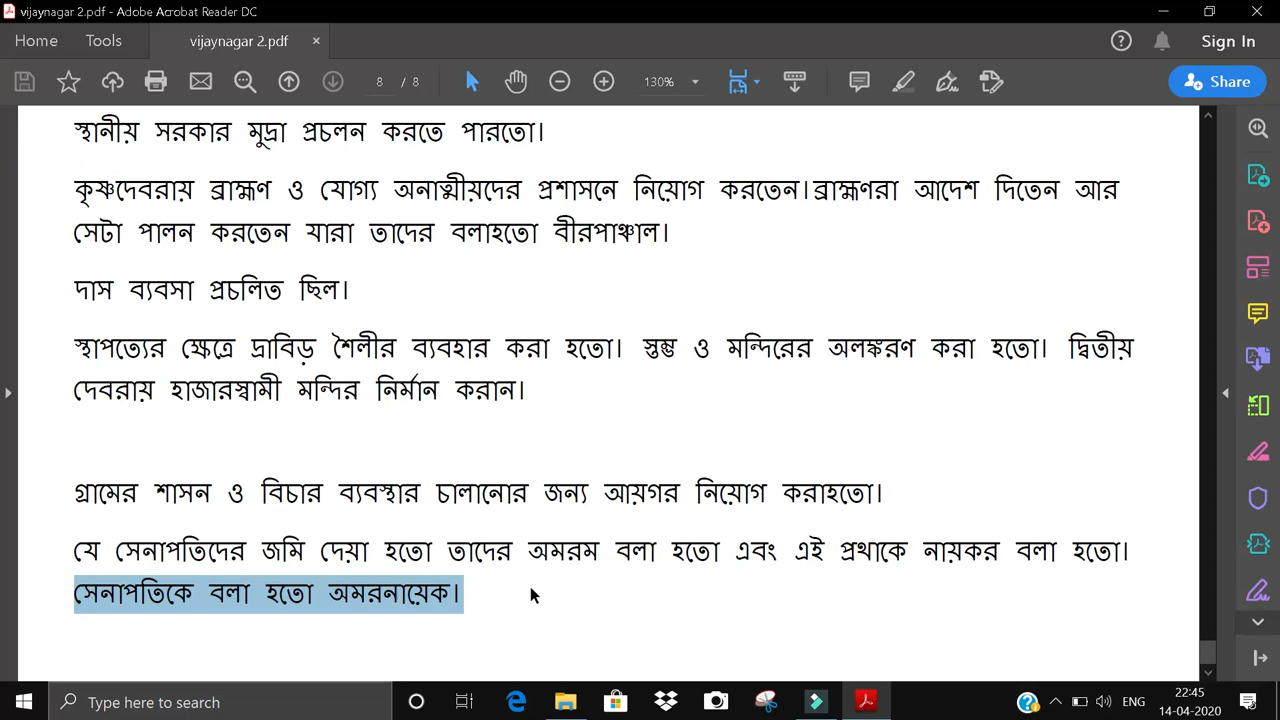 vijaynagar 2.pdf - Adobe Acrobat Reader DC
Home Tools vijaynagar 2.pdf × Sign In
8 / 8 130% Share
স্থানীয় সরকার মুদ্রা প্রচলন করতে পারতো।
কৃষ্ণদেবরায় ব্রাহ্মণ ও যোগ্য অনাত্মীয়দের প্রশাসনে নিয়োগ করতেন। ব্রাহ্মণরা আদেশ দিতেন আর
সেটা পালন করতেন যারা তাদের বলাহতো বীরপাঞ্চাল।
দাস ব্যবসা প্রচলিত ছিল।
স্থাপত্যের ক্ষেত্রে দ্রাবিড় শৈলীর ব্যবহার করা হতো। স্তম্ভ ও মন্দিরের অলঙ্করণ করা হতো। দ্বিতীয়
দেবরায় হাজারস্বামী মন্দির নির্মান করান।
গ্রামের শাসন ও বিচার ব্যবস্থার চালানোর জন্য আয়গর নিয়োগ করাহতো।
যে সেনাপতিদের জমি দেয়া হতো তাদের অমরম বলা হতো এবং এই প্রথাকে নায়কর বলা হতো।
সেনাপতিকে বলা হতো অমরনায়েক।
Type here to search ENG 22:45
14-04-2020